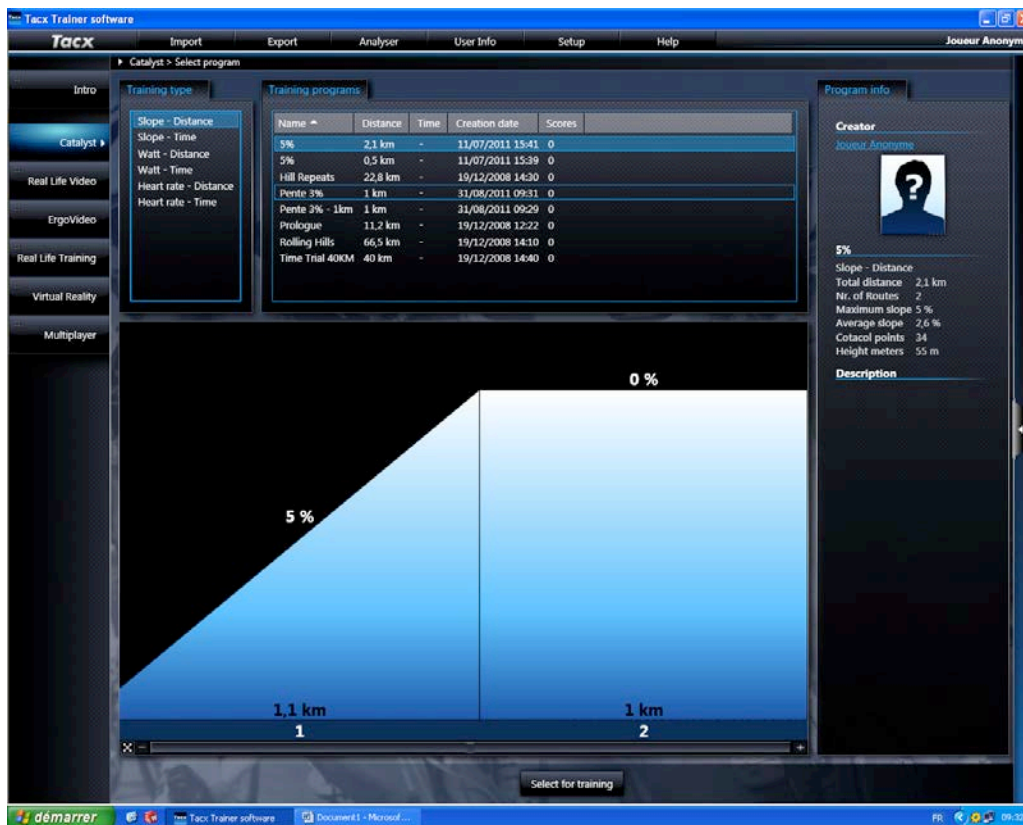 Tacx Trainer software
Tacx Import Export Analyser User Info Setup Help Joueur Anonym
Catalyst > Select program
Intro
Catalyst
Real Life Video
ErgoVideo
Real Life Training
Virtual Reality
Multiplayer
Training type
Slope - Distance
Slope - Time
Watt - Distance
Watt - Time
Heart rate - Distance
Heart rate - Time
Training programs
Name Distance Time Creation date Scores
5% 2,1 km - 11/07/2011 15:41 0
5% 0,5 km - 11/07/2011 15:39 0
Hill Repeats 22,8 km - 19/12/2008 14:30 0
Pente 3% 1 km - 31/08/2011 09:31 0
Pente 3% - 1km 1 km - 31/08/2011 09:29 0
Prologue 11,2 km - 19/12/2008 12:22 0
Rolling Hills 66,5 km - 19/12/2008 14:10 0
Time Trial 40KM 40 km - 19/12/2008 14:40 0
Program info
Creator
Joueur Anonyme
?
5%
Slope - Distance
Total distance 2,1 km
Nr. of Routes 2
Maximum slope 5 %
Average slope 2,6 %
Cotacol points 34
Height meters 55 m
Description
0 %
5 %
1,1 km 1 km
1 2
Select for training
démarrer Tacx Trainer software Document1 - Microsof... FR 09:32